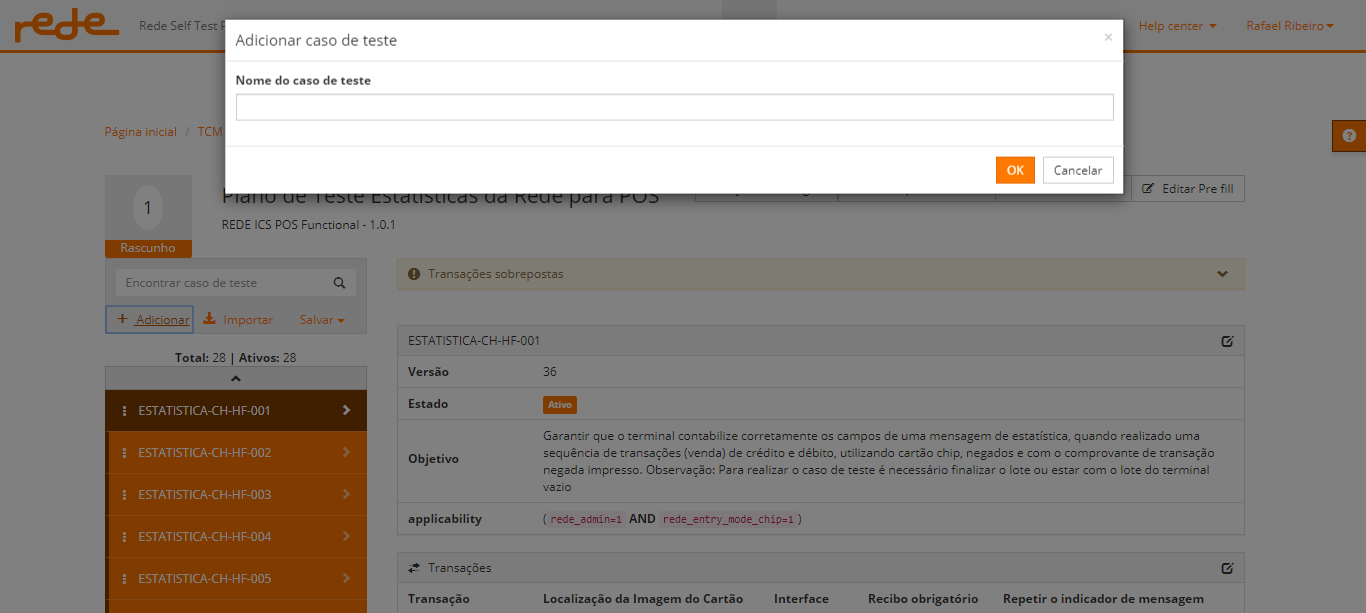 rede
Rede Self Test
Help center
Rafael Ribeiro
Adicionar caso de teste
×
Nome do caso de teste
OK
Cancelar
Página inicial / TCM
1
Rascunho
Plano de Teste Estatísticas da Rede para POS
REDE ICS POS Functional - 1.0.1
Editar Pre fill
Encontrar caso de teste
+ Adicionar
Importar
Salvar
Total: 28 | Ativos: 28
ESTATISTICA-CH-HF-001
ESTATISTICA-CH-HF-002
ESTATISTICA-CH-HF-003
ESTATISTICA-CH-HF-004
ESTATISTICA-CH-HF-005
Transações sobrepostas
ESTATISTICA-CH-HF-001
Versão 36
Estado Ativo
Objetivo
Garantir que o terminal contabilize corretamente os campos de uma mensagem de estatística, quando realizado uma
sequência de transações (venda) de crédito e débito, utilizando cartão chip, negados e com o comprovante de transação
negada impresso. Observação: Para realizar o caso de teste é necessário finalizar o lote ou estar com o lote do terminal
vazio
applicability ( rede_admin=1 AND rede_entry_mode_chip=1 )
Transações
Transação Localização da Imagem do Cartão Interface Recibo obrigatório Repetir o indicador de mensagem